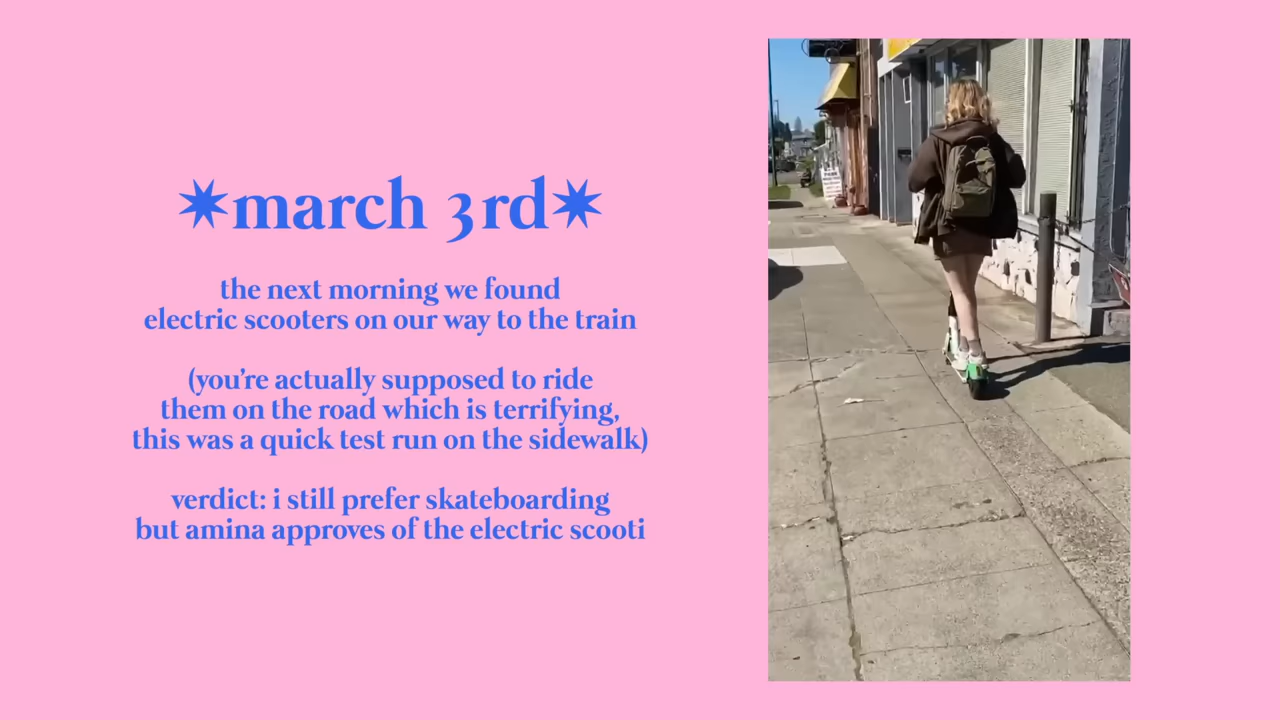 ✷march 3rd✷
the next morning we found
electric scooters on our way to the train
(you're actually supposed to ride
them on the road which is terrifying,
this was a quick test run on the sidewalk)
verdict: i still prefer skateboarding
but amina approves of the electric scooti